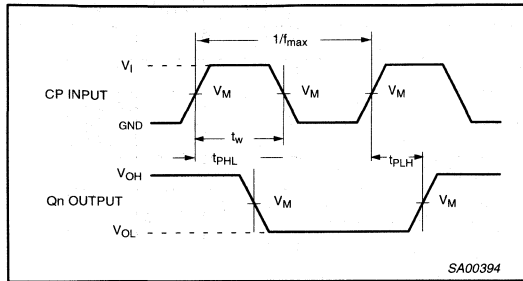 1/fmax
VI
VM
VM
VM
CP INPUT
GND
tw
tPHL
tPLH
VOH
VM
VM
Qn OUTPUT
VOL
SA00394